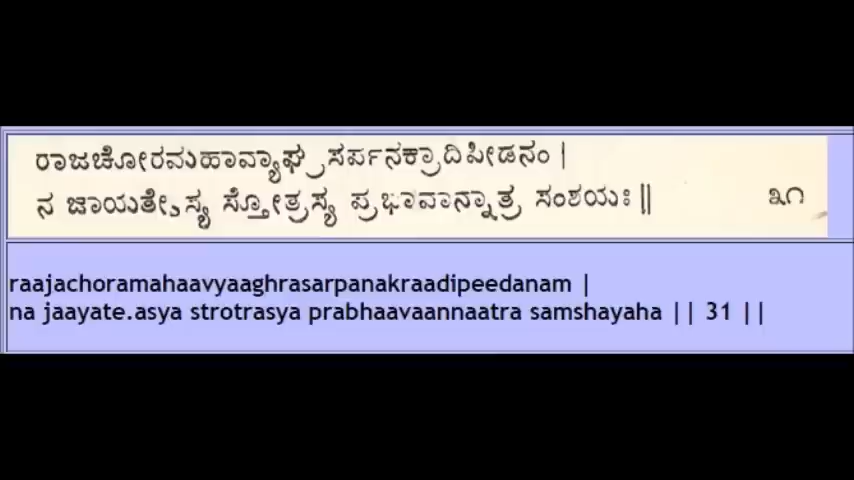 ರಾಜಚೋರಮಹಾವ್ಯಾಘ್ರಸರ್ಪನಕ್ರಾದಿಪೀಡನಂ |
ನ ಜಾಯತೇಽಸ್ಯ ಸ್ತೋತ್ರಸ್ಯ ಪ್ರಭಾವಾನ್ನಾತ್ರ ಸಂಶಯಃ || ೩೧
raajachoramahaavyaaghrasarpanakraadipeedanam |
na jaayate.asya strotrasya prabhaavaannaatra samshayaha || 31 ||